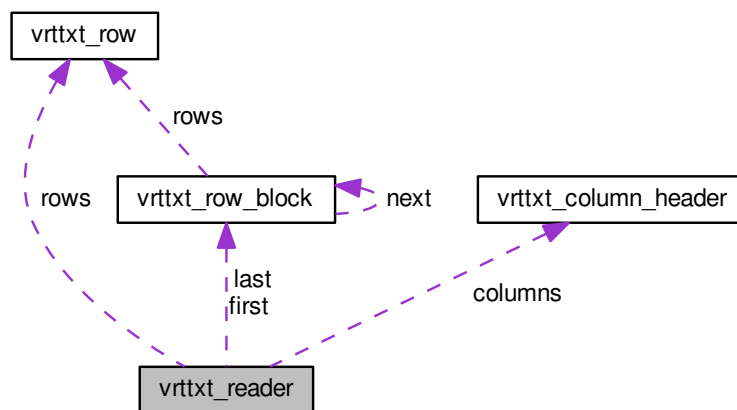 vrttxt_row
rows
rows
vrttxt_row_block
next
vrttxt_column_header
last
first
columns
vrttxt_reader